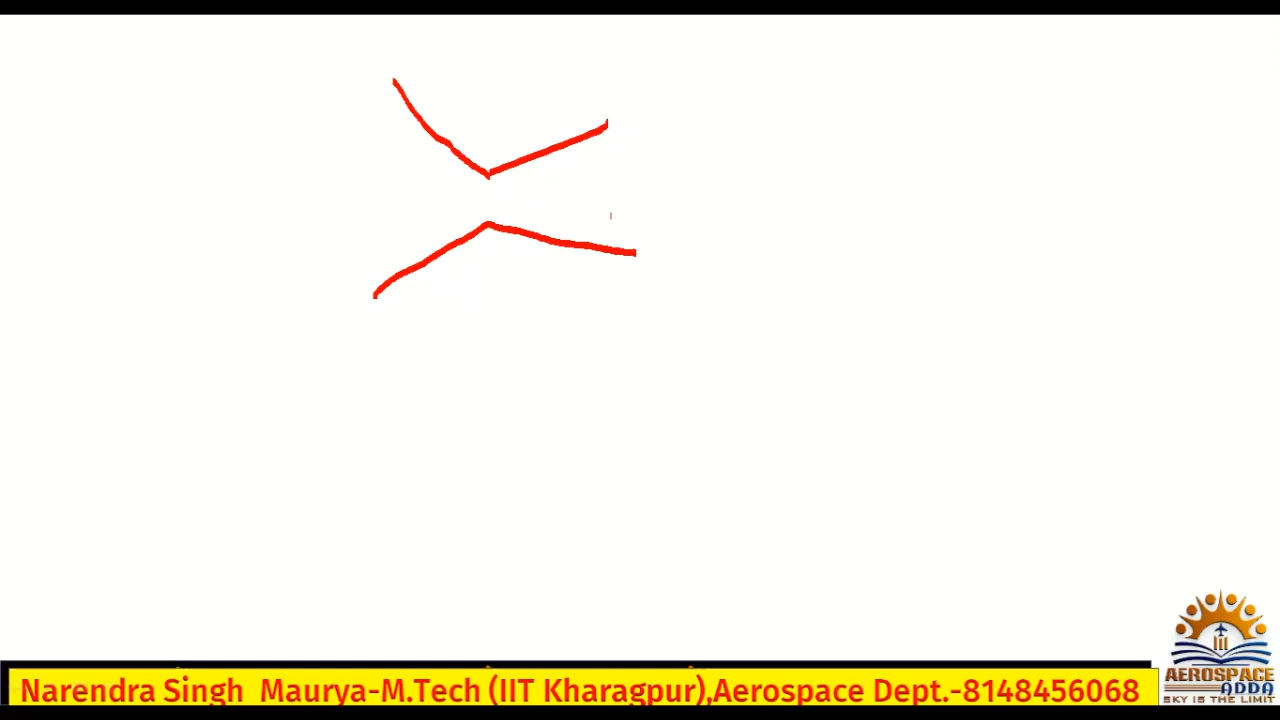 Narendra Singh Maurya-M.Tech (IIT Kharagpur),Aerospace Dept.-8148456068
AEROSPACE
ADDA
SKY IS THE LIMIT